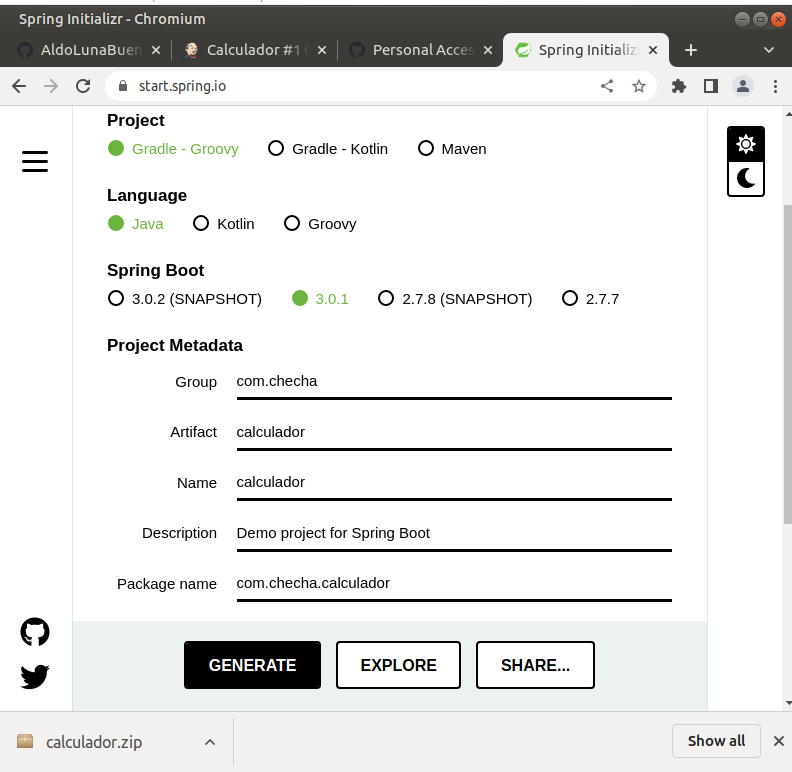 Spring Initializr - Chromium
AldoLunaBuen
Calculador #1
Personal Acces
Spring Initializ
start.spring.io
Project
Gradle - Groovy Gradle - Kotlin Maven
Language
Java Kotlin Groovy
Spring Boot
3.0.2 (SNAPSHOT) 3.0.1 2.7.8 (SNAPSHOT) 2.7.7
Project Metadata
Group com.checha
Artifact calculador
Name calculador
Description Demo project for Spring Boot
Package name com.checha.calculador
GENERATE EXPLORE SHARE...
calculador.zip Show all